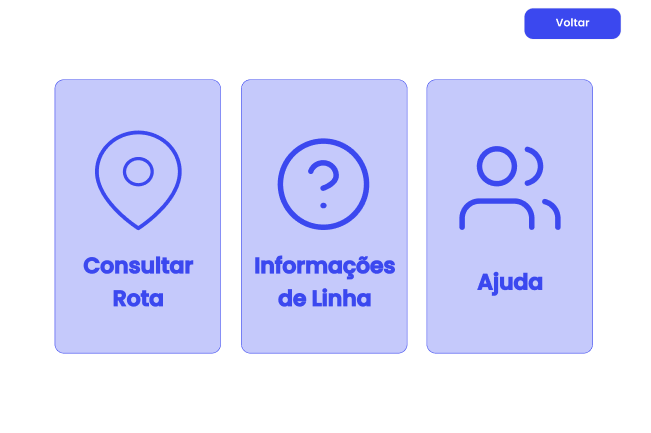 Voltar
Consultar
Rota
Informações
de Linha
Ajuda